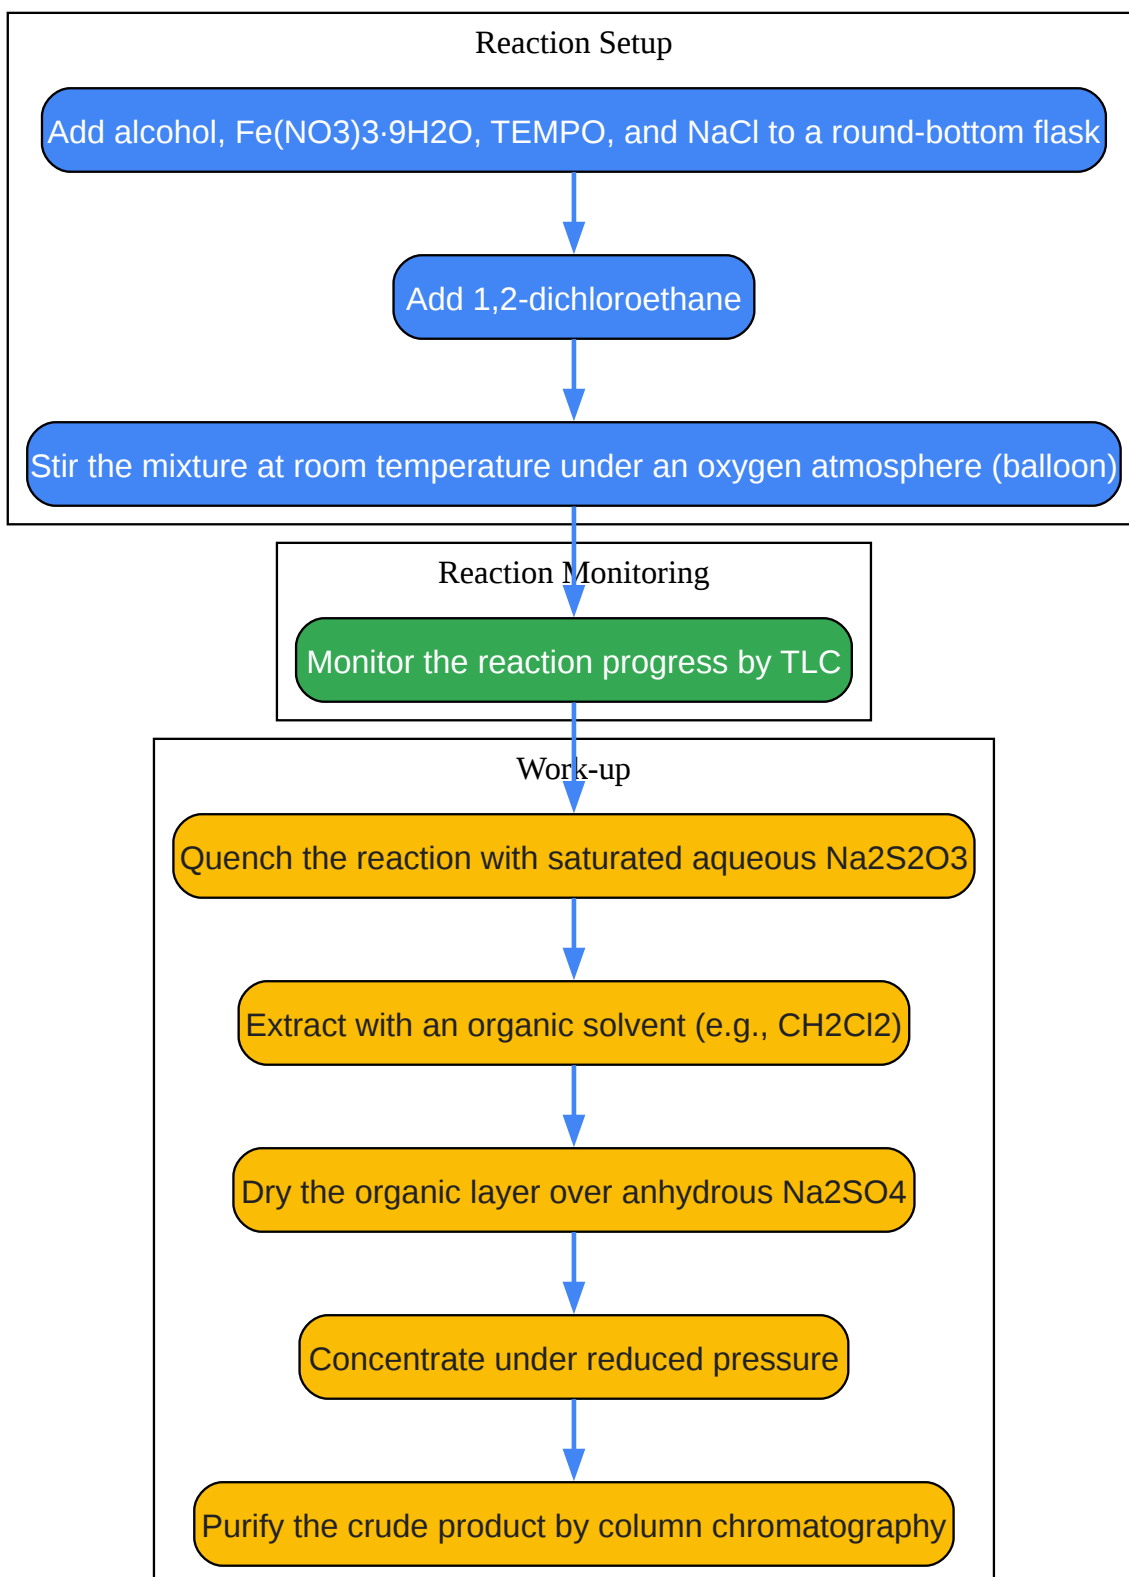 Reaction Setup
Add alcohol, Fe(NO3)3·9H2O, TEMPO, and NaCl to a round-bottom flask
Add 1,2-dichloroethane
Stir the mixture at room temperature under an oxygen atmosphere (balloon)
Reaction Monitoring
Monitor the reaction progress by TLC
Work-up
Quench the reaction with saturated aqueous Na2S2O3
Extract with an organic solvent (e.g., CH2Cl2)
Dry the organic layer over anhydrous Na2SO4
Concentrate under reduced pressure
Purify the crude product by column chromatography